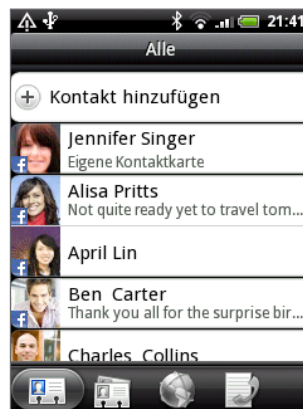 21:41
Alle
Kontakt hinzufügen
Jennifer Singer
Eigene Kontaktkarte
Alisa Pritts
Not quite ready yet to travel tom...
April Lin
Ben Carter
Thank you all for the surprise bir...
Charles Collins